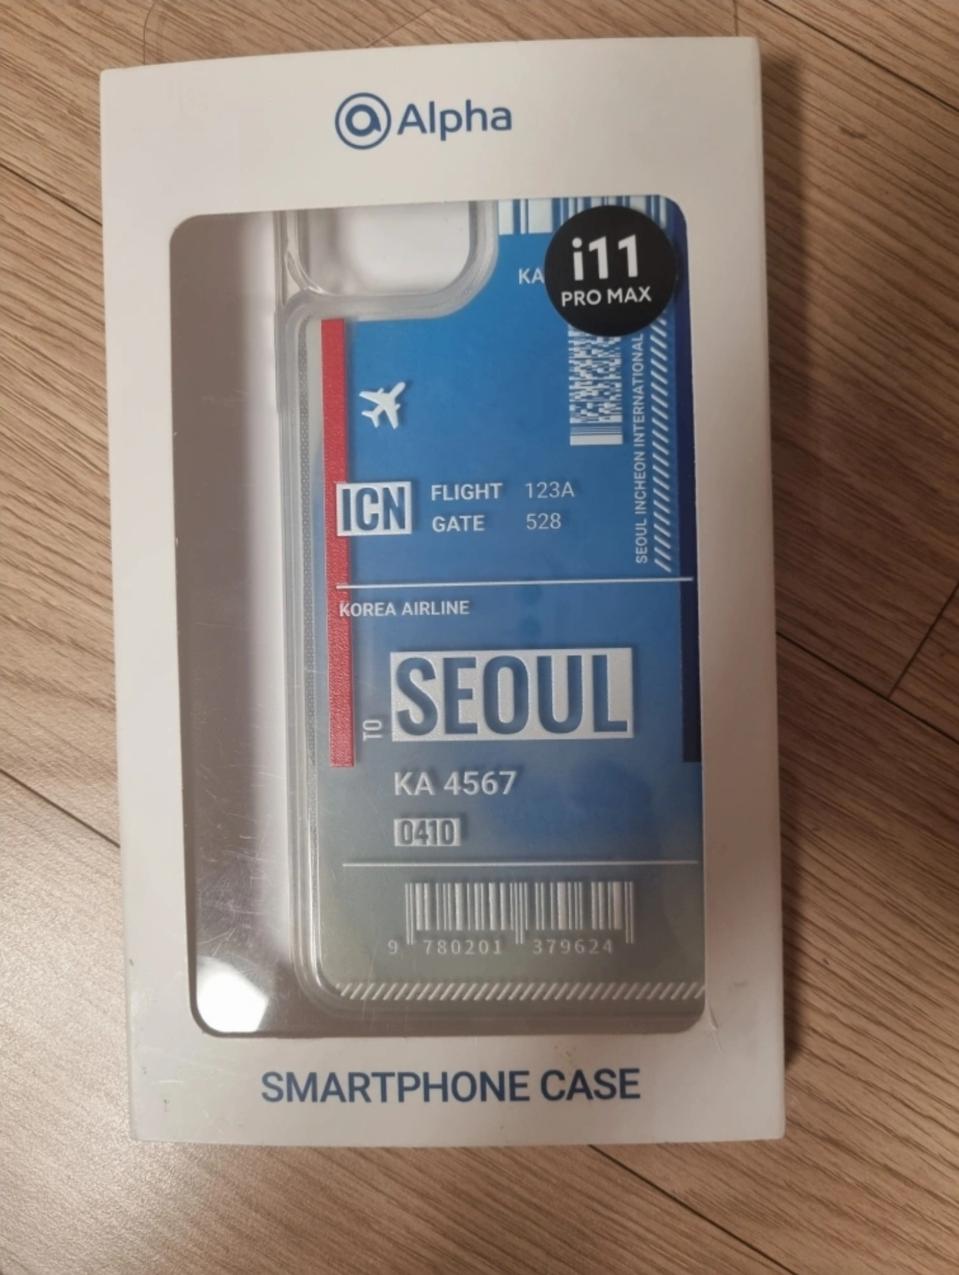 Alpha
i11
PRO MAX
KA
SEOUL INCHEON INTERNATIONAL
ICN
FLIGHT 123A
GATE 528
KOREA AIRLINE
TO
SEOUL
KA 4567
0410
9 780201 379624
SMARTPHONE CASE